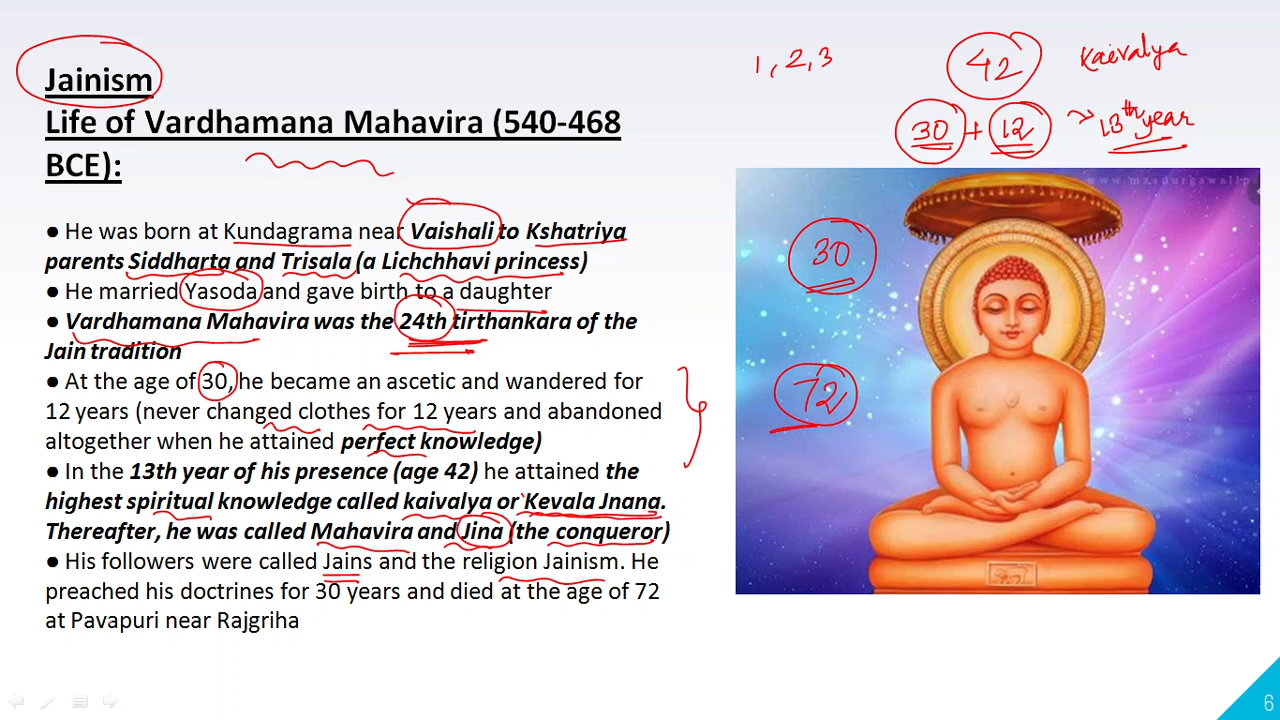 Jainism
Life of Vardhamana Mahavira (540-468
BCE):
● He was born at Kundagrama near Vaishali to Kshatriya
parents Siddharta and Trisala (a Lichchhavi princess)
● He married Yasoda and gave birth to a daughter
● Vardhamana Mahavira was the 24th tirthankara of the
Jain tradition
● At the age of 30, he became an ascetic and wandered for
12 years (never changed clothes for 12 years and abandoned
altogether when he attained perfect knowledge)
● In the 13th year of his presence (age 42) he attained the
highest spiritual knowledge called kaivalya or Kevala Jnana.
Thereafter, he was called Mahavira and Jina (the conqueror)
● His followers were called Jains and the religion Jainism. He
preached his doctrines for 30 years and died at the age of 72
at Pavapuri near Rajgriha
1, 2, 3
42 Kaivalya
30 + 12 13th year
www.maadurgawallp
30
72
6